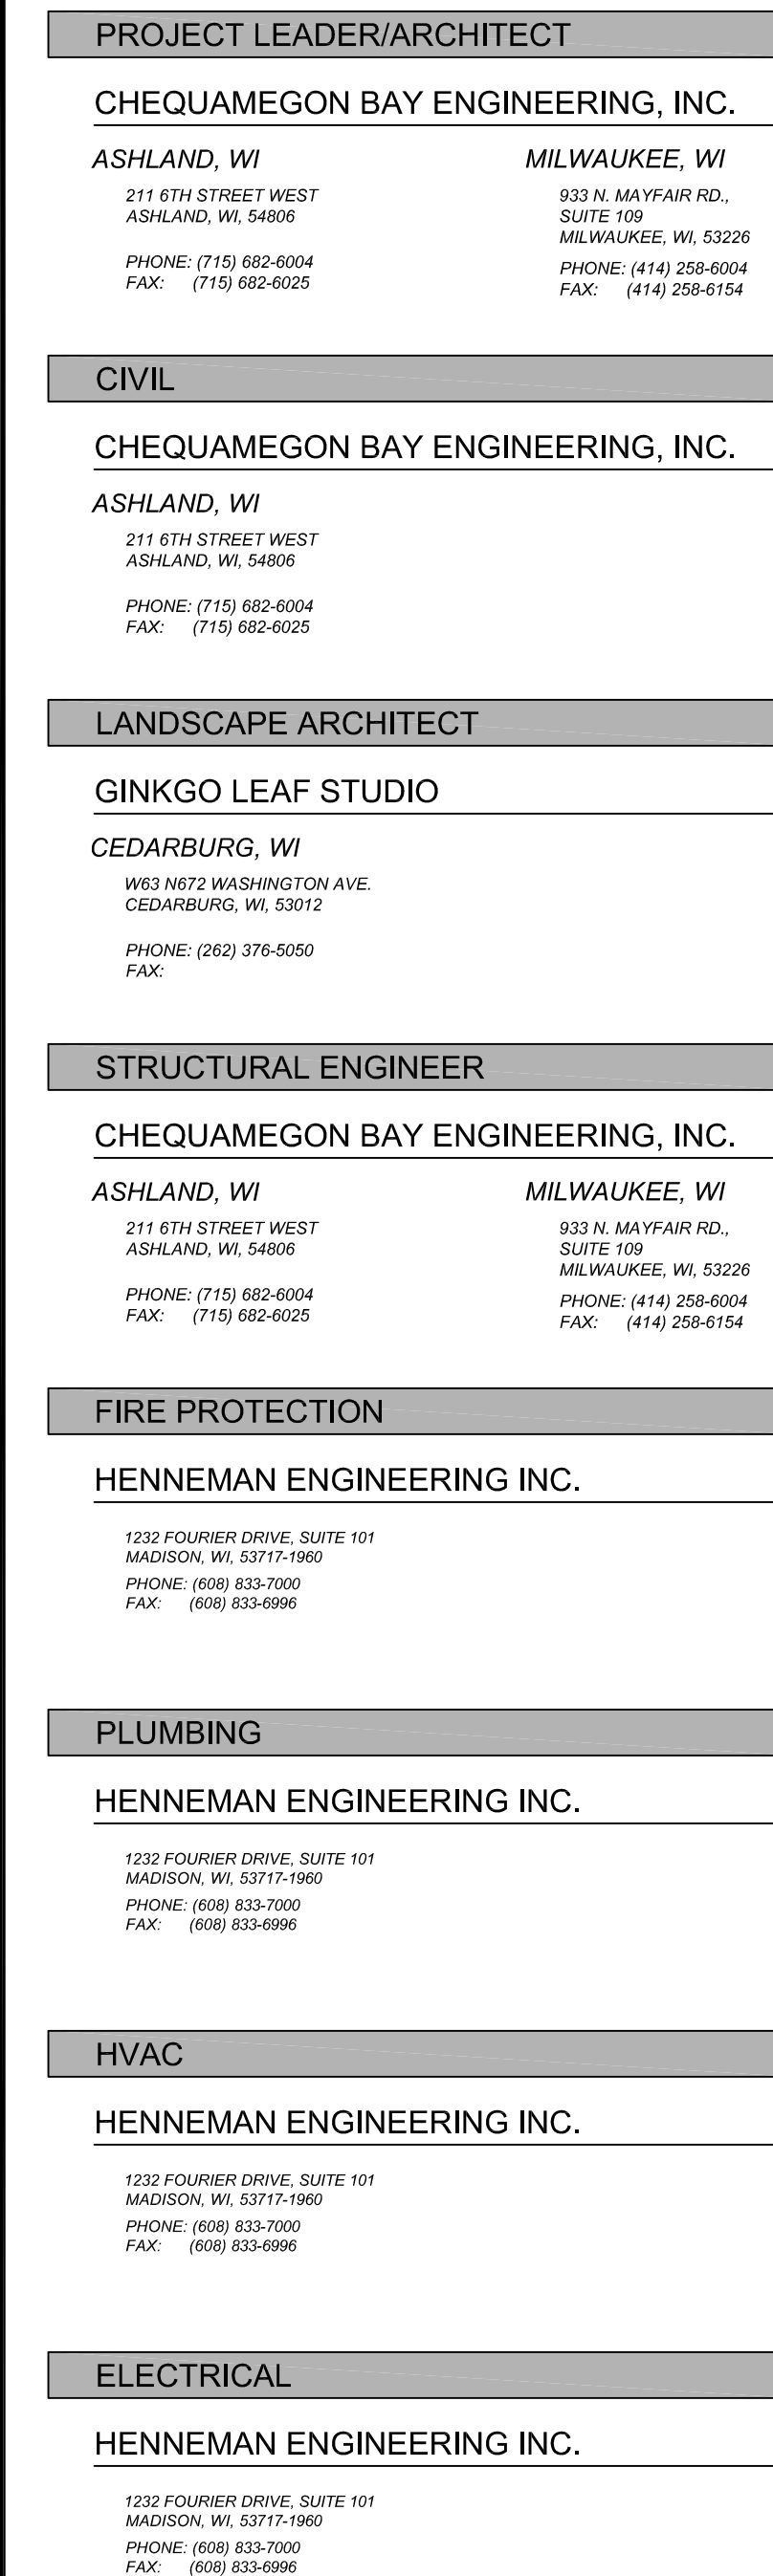 PROJECT LEADER/ARCHITECT
CHEQUAMEGON BAY ENGINEERING, INC.
ASHLAND, WI
211 6TH STREET WEST
ASHLAND, WI, 54806
PHONE: (715) 682-6004
FAX: (715) 682-6025
MILWAUKEE, WI
933 N. MAYFAIR RD.,
SUITE 109
MILWAUKEE, WI, 53226
PHONE: (414) 258-6004
FAX: (414) 258-6154
CIVIL
CHEQUAMEGON BAY ENGINEERING, INC.
ASHLAND, WI
211 6TH STREET WEST
ASHLAND, WI, 54806
PHONE: (715) 682-6004
FAX: (715) 682-6025
LANDSCAPE ARCHITECT
GINKGO LEAF STUDIO
CEDARBURG, WI
W63 N672 WASHINGTON AVE.
CEDARBURG, WI, 53012
PHONE: (262) 376-5050
FAX:
STRUCTURAL ENGINEER
CHEQUAMEGON BAY ENGINEERING, INC.
ASHLAND, WI
211 6TH STREET WEST
ASHLAND, WI, 54806
PHONE: (715) 682-6004
FAX: (715) 682-6025
MILWAUKEE, WI
933 N. MAYFAIR RD.,
SUITE 109
MILWAUKEE, WI, 53226
PHONE: (414) 258-6004
FAX: (414) 258-6154
FIRE PROTECTION
HENNEMAN ENGINEERING INC.
1232 FOURIER DRIVE, SUITE 101
MADISON, WI, 53717-1960
PHONE: (608) 833-7000
FAX: (608) 833-6996
PLUMBING
HENNEMAN ENGINEERING INC.
1232 FOURIER DRIVE, SUITE 101
MADISON, WI, 53717-1960
PHONE: (608) 833-7000
FAX: (608) 833-6996
HVAC
HENNEMAN ENGINEERING INC.
1232 FOURIER DRIVE, SUITE 101
MADISON, WI, 53717-1960
PHONE: (608) 833-7000
FAX: (608) 833-6996
ELECTRICAL
HENNEMAN ENGINEERING INC.
1232 FOURIER DRIVE, SUITE 101
MADISON, WI, 53717-1960
PHONE: (608) 833-7000
FAX: (608) 833-6996